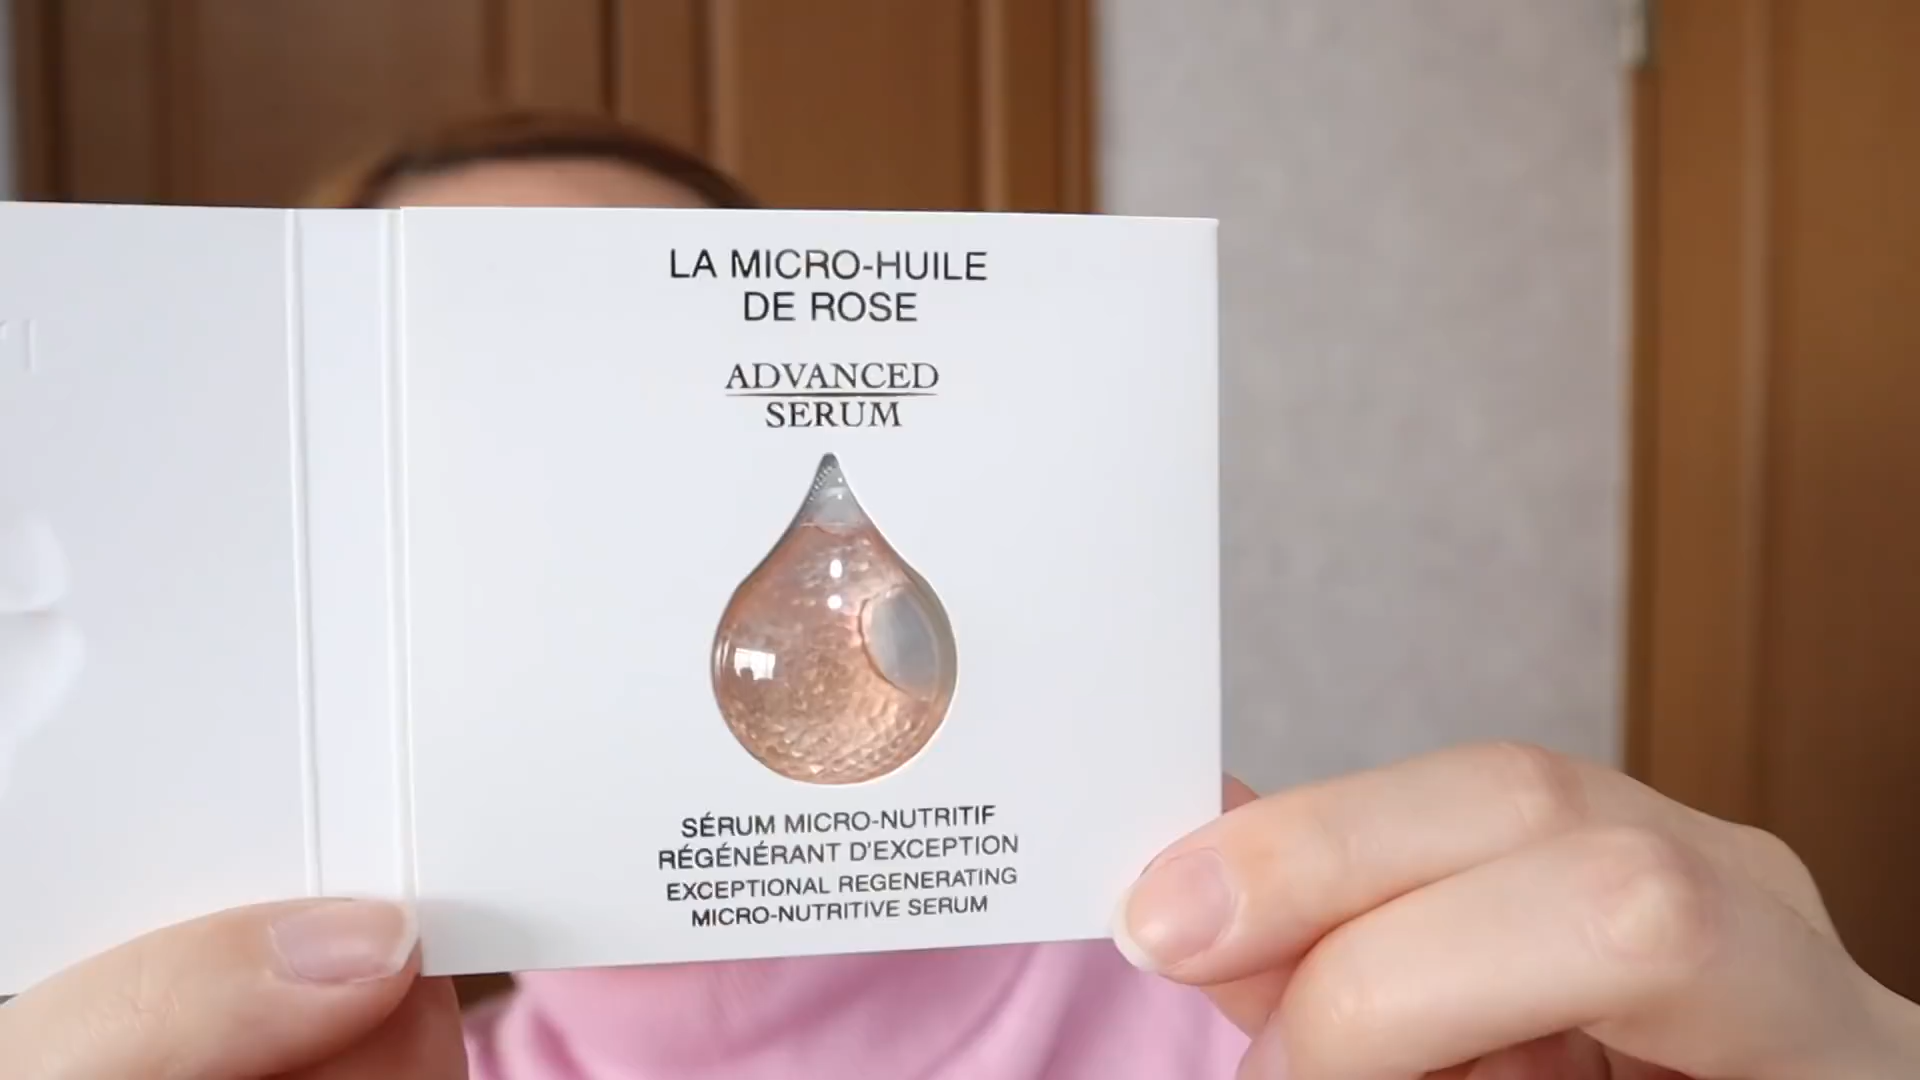 LA MICRO-HUILE
DE ROSE
ADVANCED
SERUM
SÉRUM MICRO-NUTRITIF
RÉGÉNÉRANT D'EXCEPTION
EXCEPTIONAL REGENERATING
MICRO-NUTRITIVE SERUM